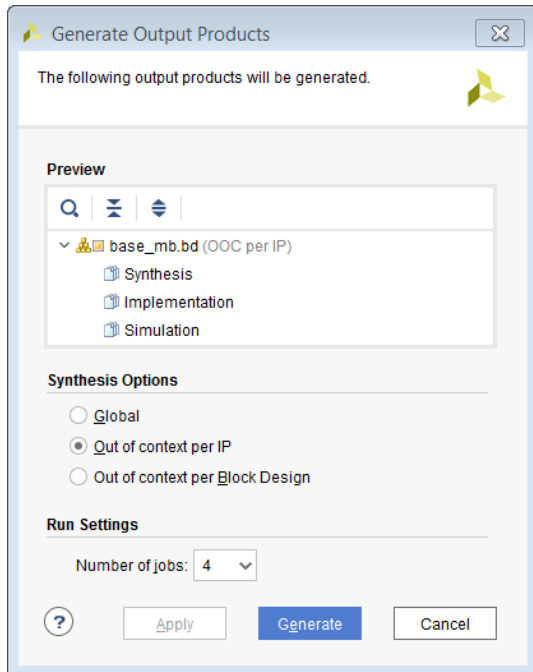 Generate Output Products
The following output products will be generated.
Preview
base_mb.bd (OOC per IP)
Synthesis
Implementation
Simulation
Synthesis Options
Global
Out of context per IP
Out of context per Block Design
Run Settings
Number of jobs: 4
? Apply Generate Cancel